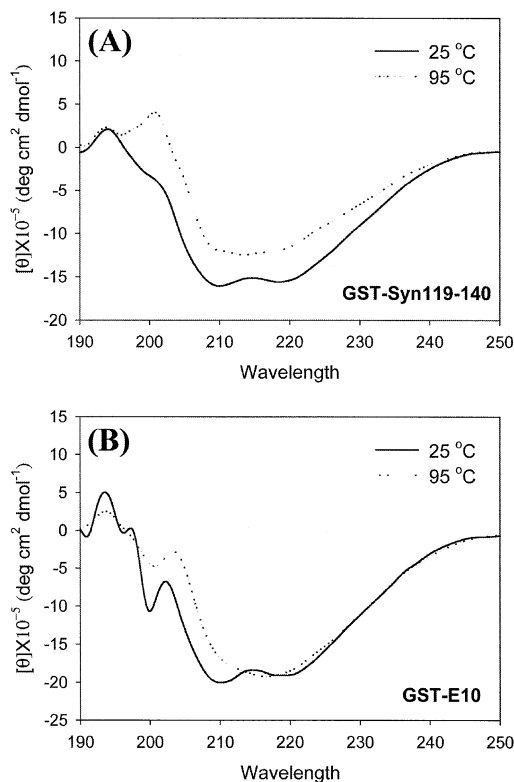 (A)
25 °C
95 °C
15
10
5
0
-5
-10
-15
-20
[θ]X10⁻⁵ (deg cm² dmol⁻¹)
GST-Syn119-140
190 200 210 220 230 240 250
Wavelength
(B)
25 °C
95 °C
15
10
5
0
-5
-10
-15
-20
-25
[θ]X10⁻⁵ (deg cm² dmol⁻¹)
GST-E10
190 200 210 220 230 240 250
Wavelength